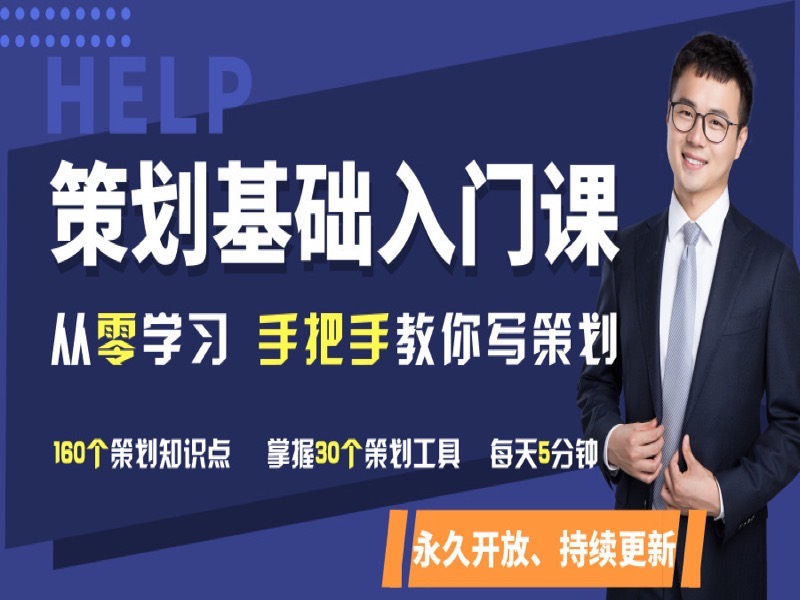 HELP
策划基础入门课
从零学习 手把手教你写策划
160个策划知识点 掌握30个策划工具 每天5分钟
永久开放、持续更新